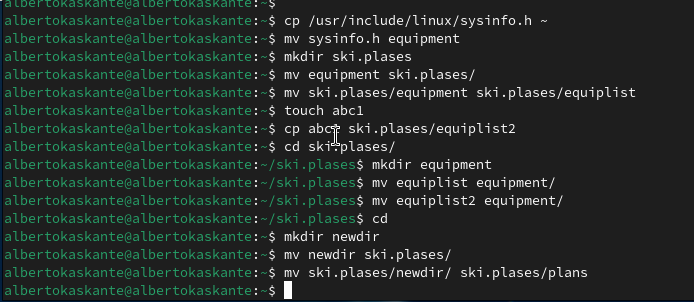 albertokaskante@albertokaskante:~$
albertokaskante@albertokaskante:~$ cp /usr/include/linux/sysinfo.h ~
albertokaskante@albertokaskante:~$ mv sysinfo.h equipment
albertokaskante@albertokaskante:~$ mkdir ski.plases
albertokaskante@albertokaskante:~$ mv equipment ski.plases/
albertokaskante@albertokaskante:~$ mv ski.plases/equipment ski.plases/equiplist
albertokaskante@albertokaskante:~$ touch abc1
albertokaskante@albertokaskante:~$ cp abc1 ski.plases/equiplist2
albertokaskante@albertokaskante:~$ cd ski.plases/
albertokaskante@albertokaskante:~/ski.plases$ mkdir equipment
albertokaskante@albertokaskante:~/ski.plases$ mv equiplist equipment/
albertokaskante@albertokaskante:~/ski.plases$ mv equiplist2 equipment/
albertokaskante@albertokaskante:~/ski.plases$ cd
albertokaskante@albertokaskante:~$ mkdir newdir
albertokaskante@albertokaskante:~$ mv newdir ski.plases/
albertokaskante@albertokaskante:~$ mv ski.plases/newdir/ ski.plases/plans
albertokaskante@albertokaskante:~$